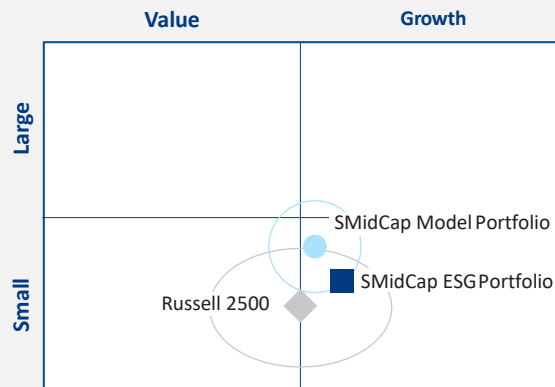 Value
Growth
Large
SMidCap Model Portfolio
SMidCap ESG Portfolio
Russell 2500
Small